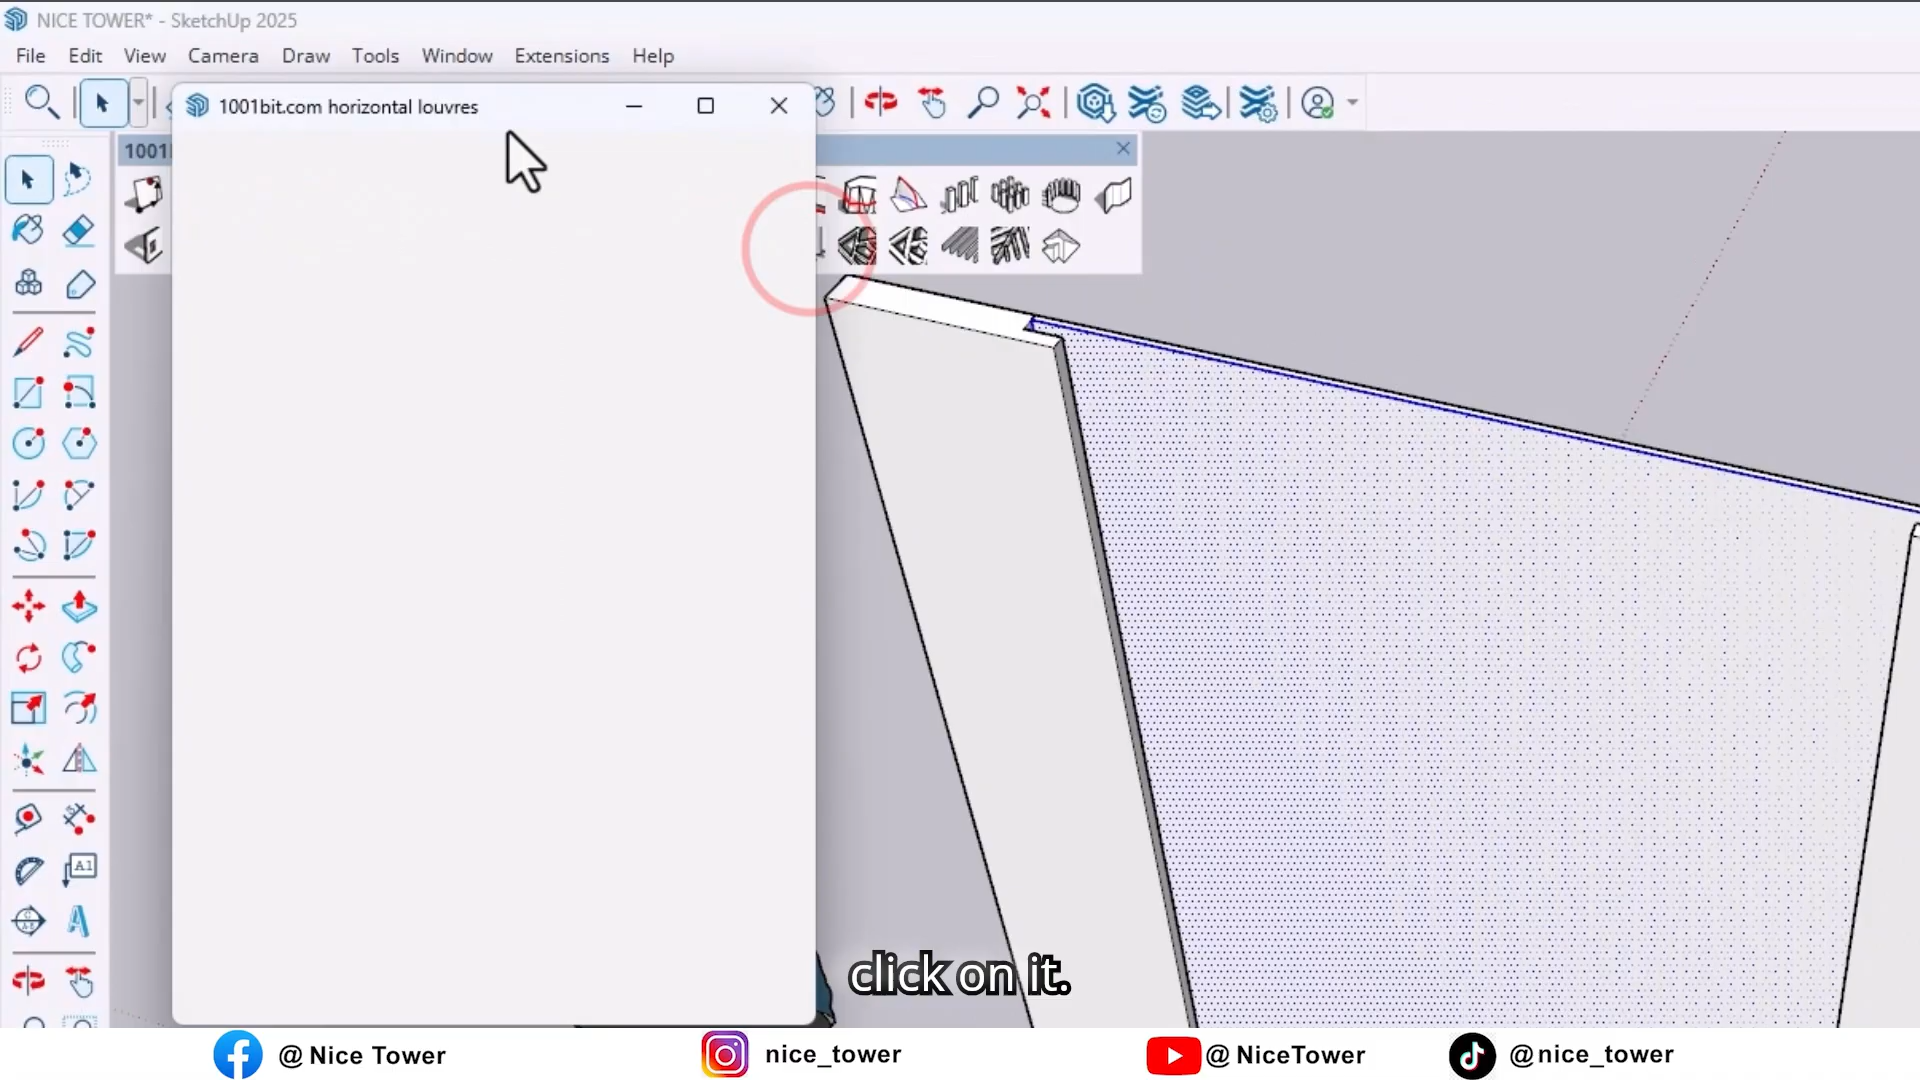 NICE TOWER* - SketchUp 2025
File Edit View Camera Draw Tools Window Extensions Help
1001bit.com horizontal louvres
1001
A1
click on it.
@ Nice Tower
nice_tower
@ NiceTower
@nice_tower